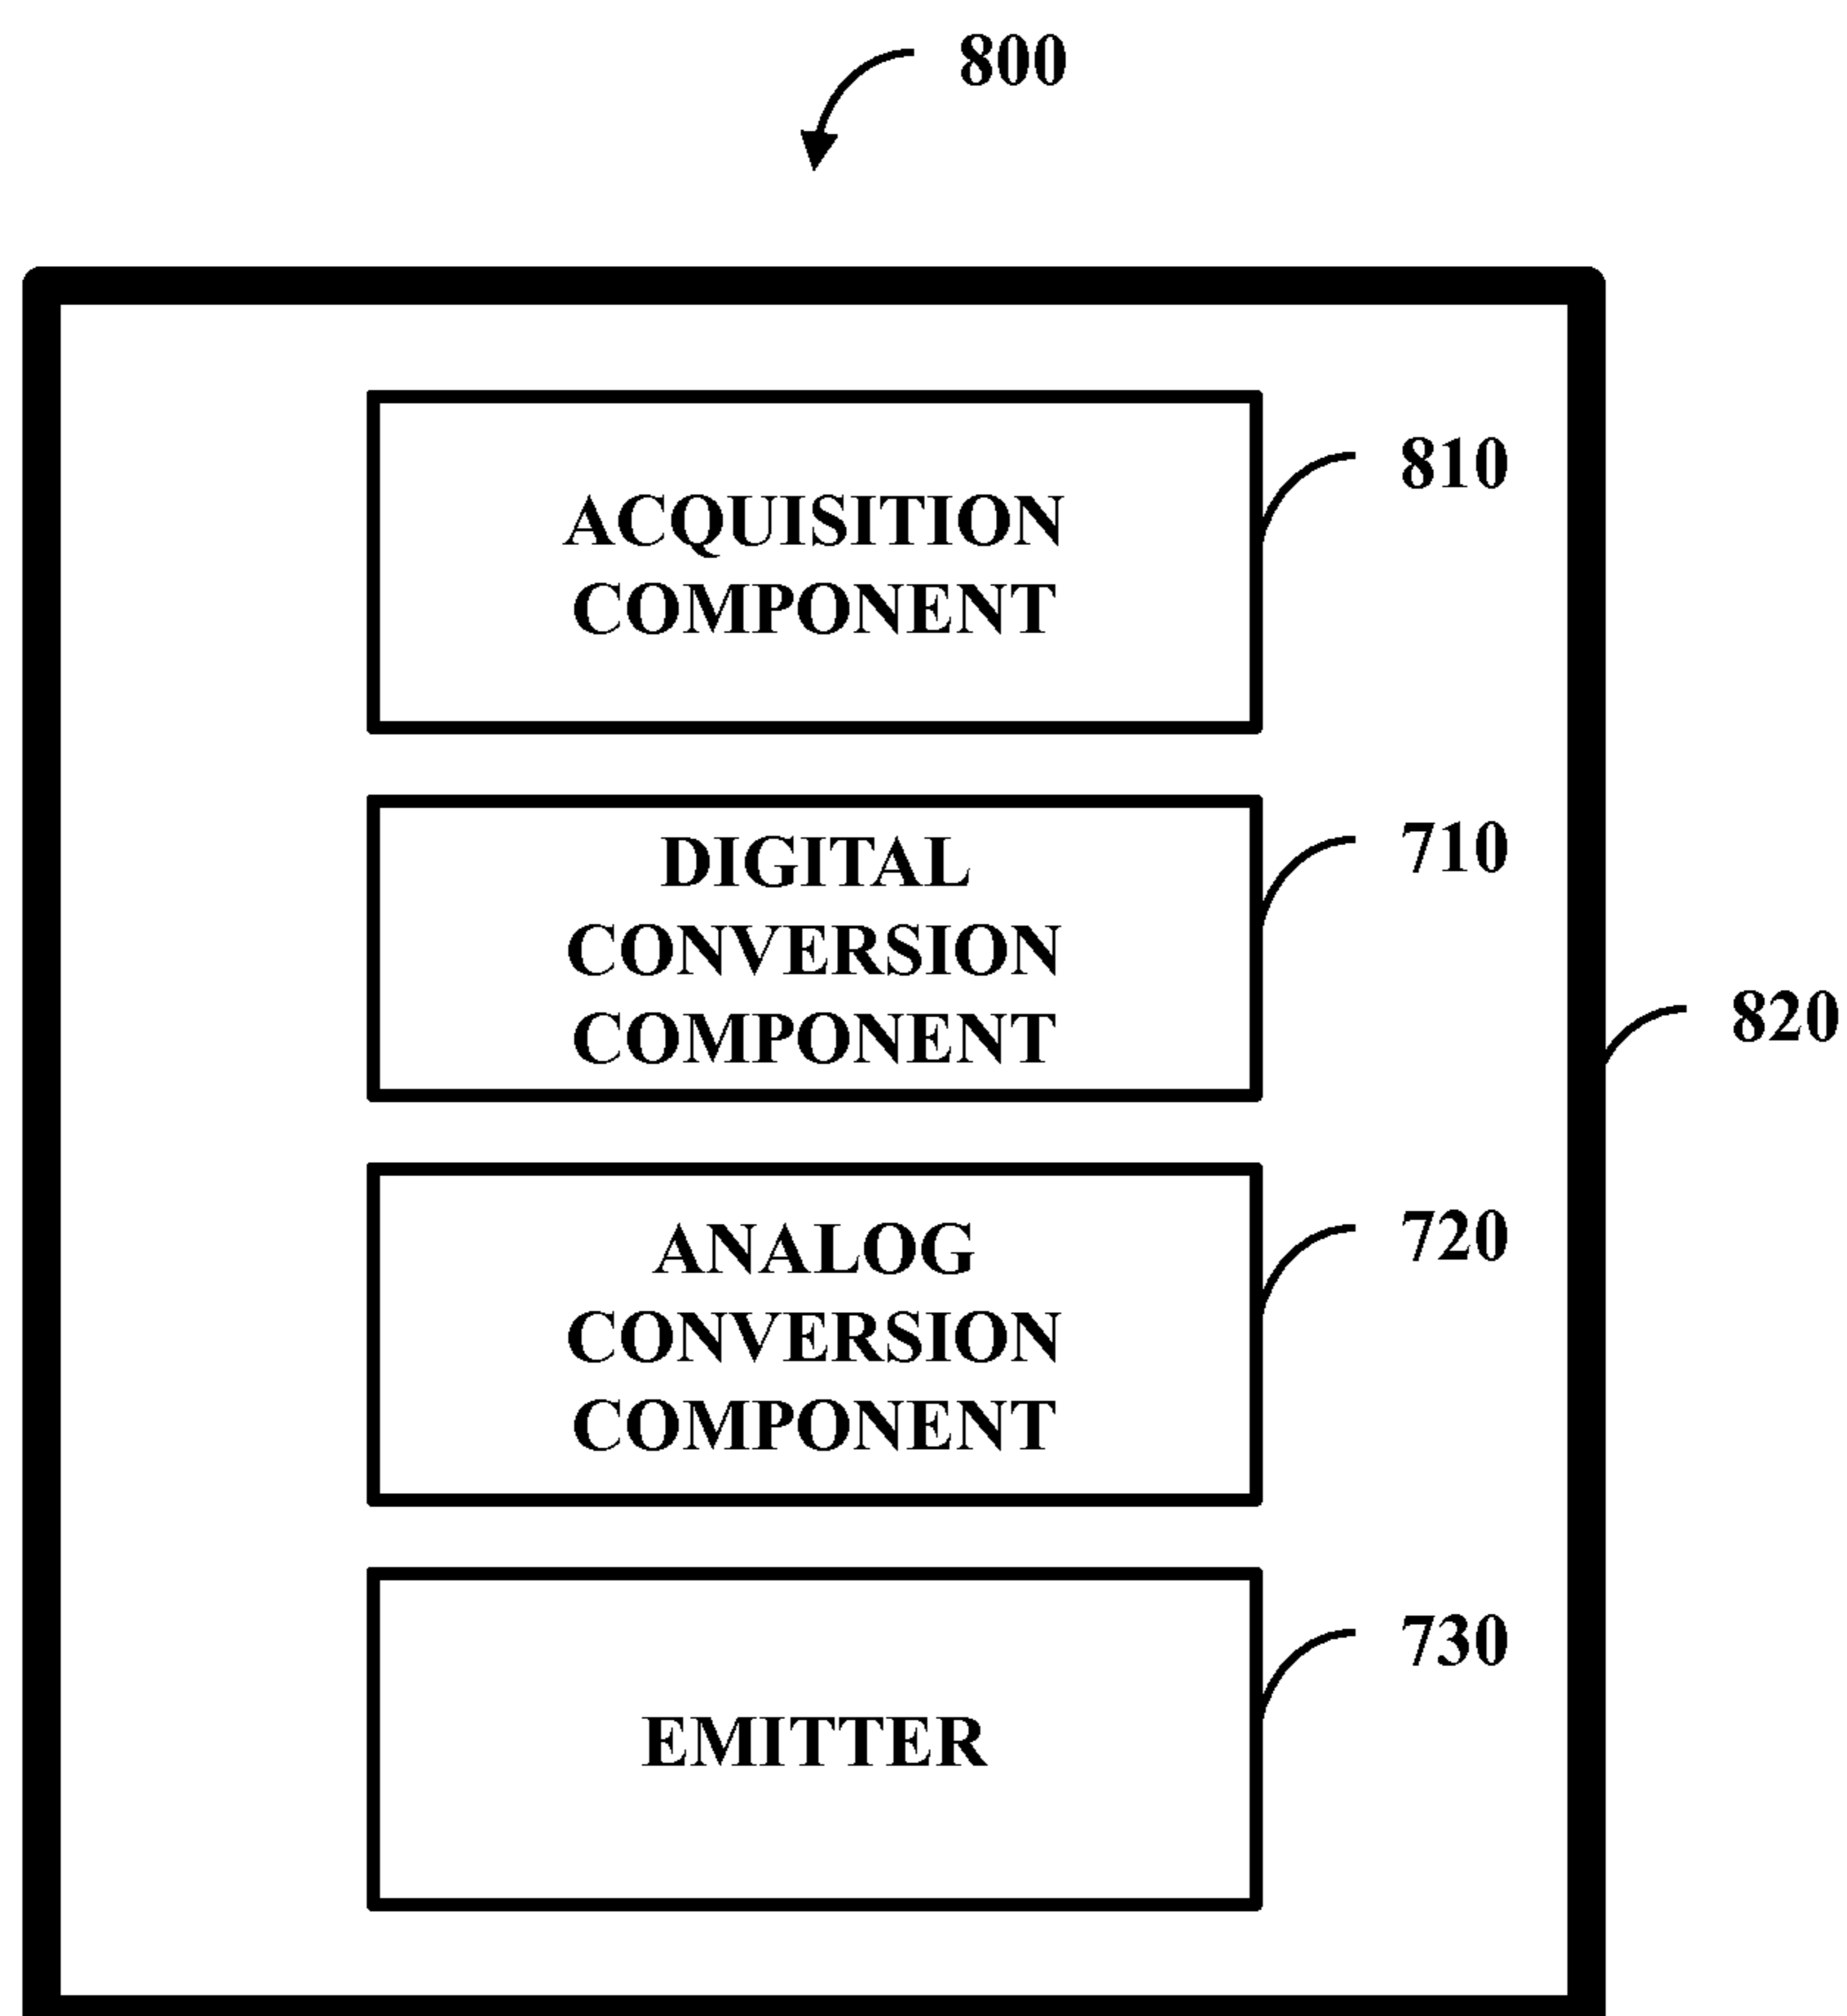 800
ACQUISITION
COMPONENT
810
DIGITAL
CONVERSION
COMPONENT
710
820
ANALOG
CONVERSION
COMPONENT
720
EMITTER
730